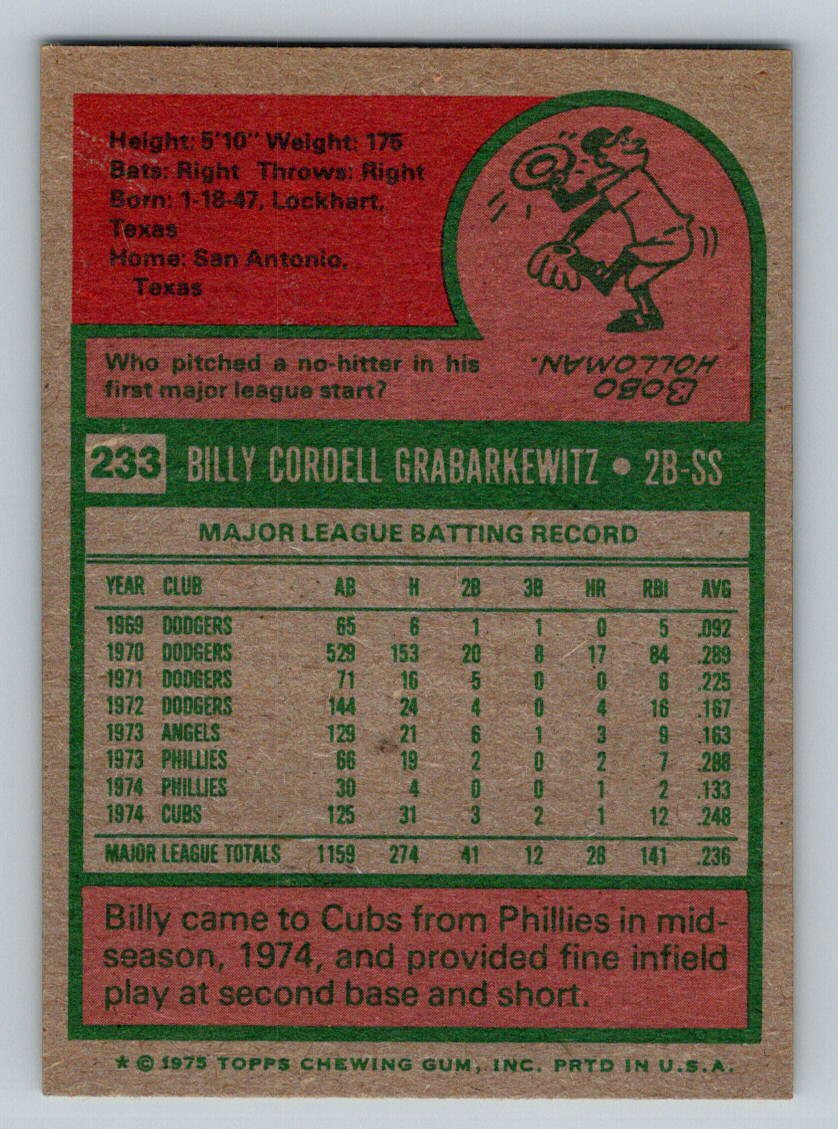 Height: 5'10" Weight: 175
Bats: Right Throws: Right
Born: 1-18-47, Lockhart,
Texas
Home: San Antonio,
Texas
Who pitched a no-hitter in his
first major league start?
BOBO
HOLLOMAN.
233 BILLY CORDELL GRABARKEWITZ • 2B-SS
MAJOR LEAGUE BATTING RECORD
YEAR CLUB AB H 2B 3B HR RBI AVG
1969 DODGERS 65 6 1 1 0 5 .092
1970 DODGERS 529 153 20 8 17 84 .289
1971 DODGERS 71 16 5 0 0 6 .225
1972 DODGERS 144 24 4 0 4 16 .167
1973 ANGELS 129 21 6 1 3 9 .163
1973 PHILLIES 66 19 2 0 2 7 .288
1974 PHILLIES 30 4 0 0 1 2 .133
1974 CUBS 125 31 3 2 1 12 .248
MAJOR LEAGUE TOTALS 1159 274 41 12 28 141 .236
Billy came to Cubs from Phillies in mid-
season, 1974, and provided fine infield
play at second base and short.
* © 1975 TOPPS CHEWING GUM, INC. PRTD IN U.S.A.